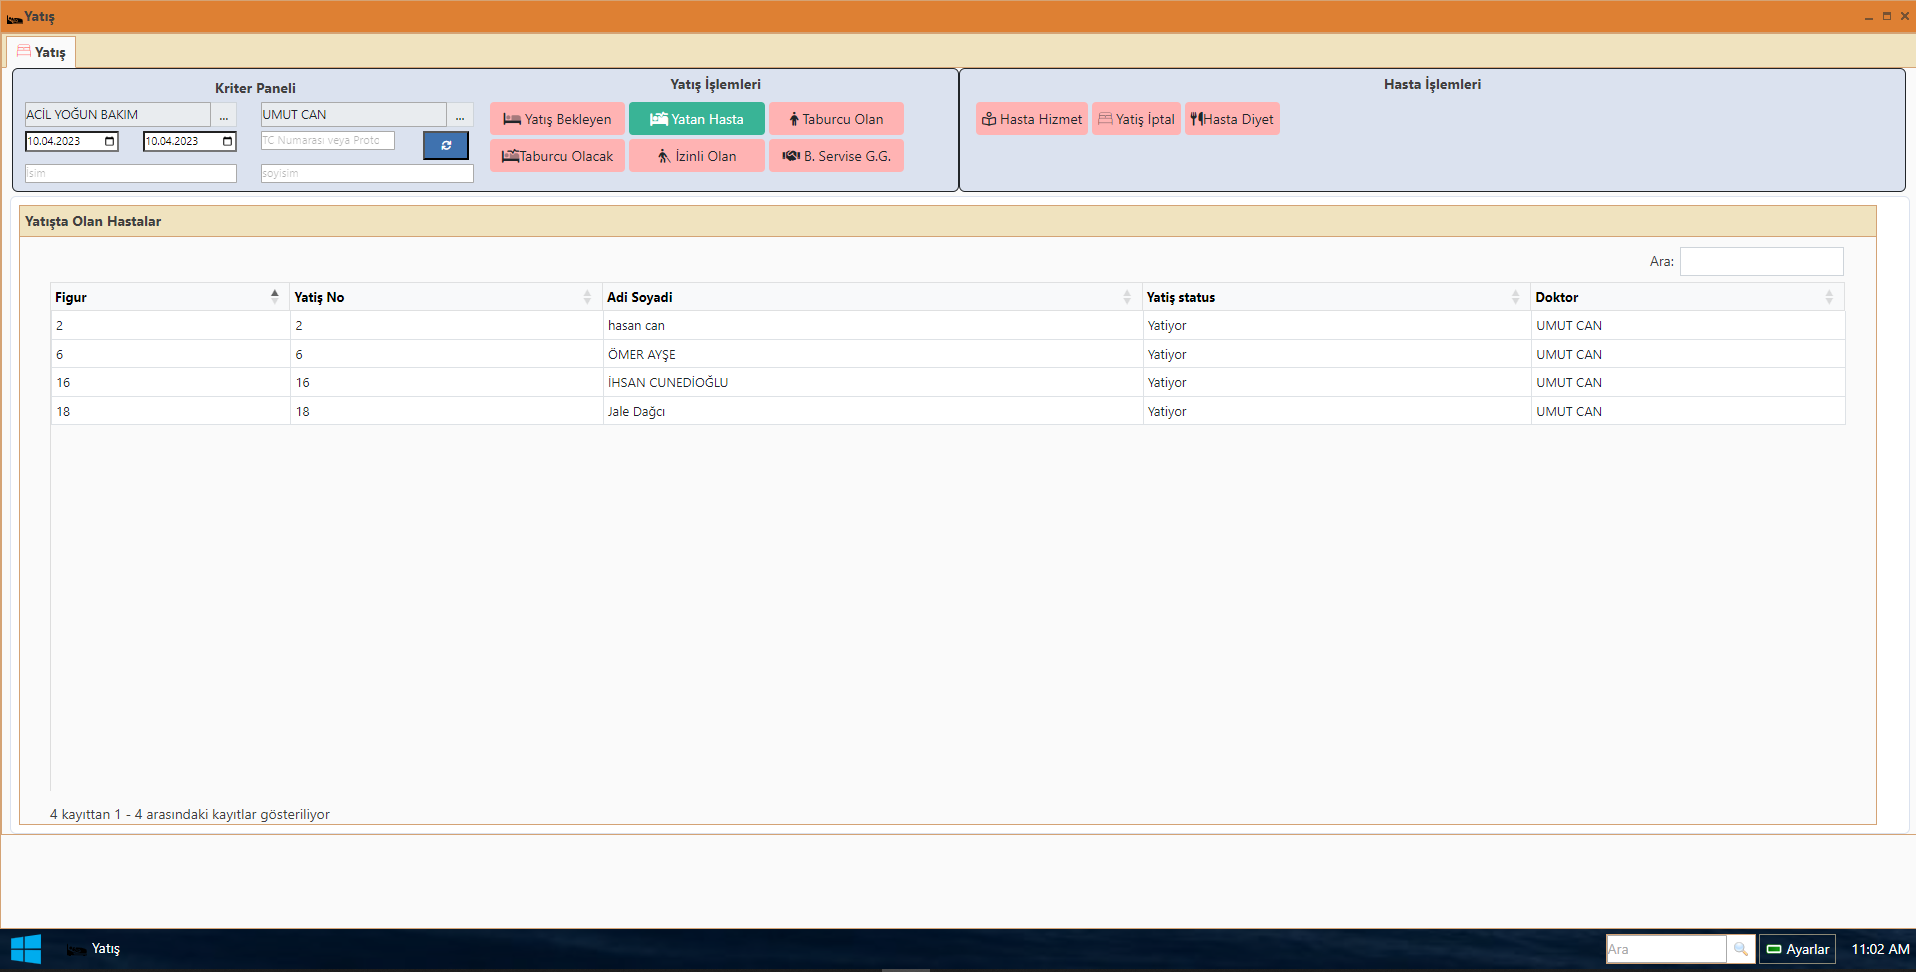 Yatış
Yatış
Kriter Paneli
ACİL YOĞUN BAKIM ...
UMUT CAN ...
10.04.2023
10.04.2023
TC Numarası veya Proto
İsim
soyisim
Yatış İşlemleri
Yatış Bekleyen
Yatan Hasta
Taburcu Olan
Taburcu Olacak
İzinli Olan
B. Servise G.G.
Hasta İşlemleri
Hasta Hizmet
Yatiş İptal
Hasta Diyet
Yatışta Olan Hastalar
Ara:
Figur Yatiş No Adi Soyadi Yatiş status Doktor
2 2 hasan can Yatiyor UMUT CAN
6 6 ÖMER AYŞE Yatiyor UMUT CAN
16 16 İHSAN CUNEDİOĞLU Yatiyor UMUT CAN
18 18 Jale Dağcı Yatiyor UMUT CAN
4 kayıttan 1 - 4 arasındaki kayıtlar gösteriliyor
Yatış
Ara
Ayarlar
11:02 AM